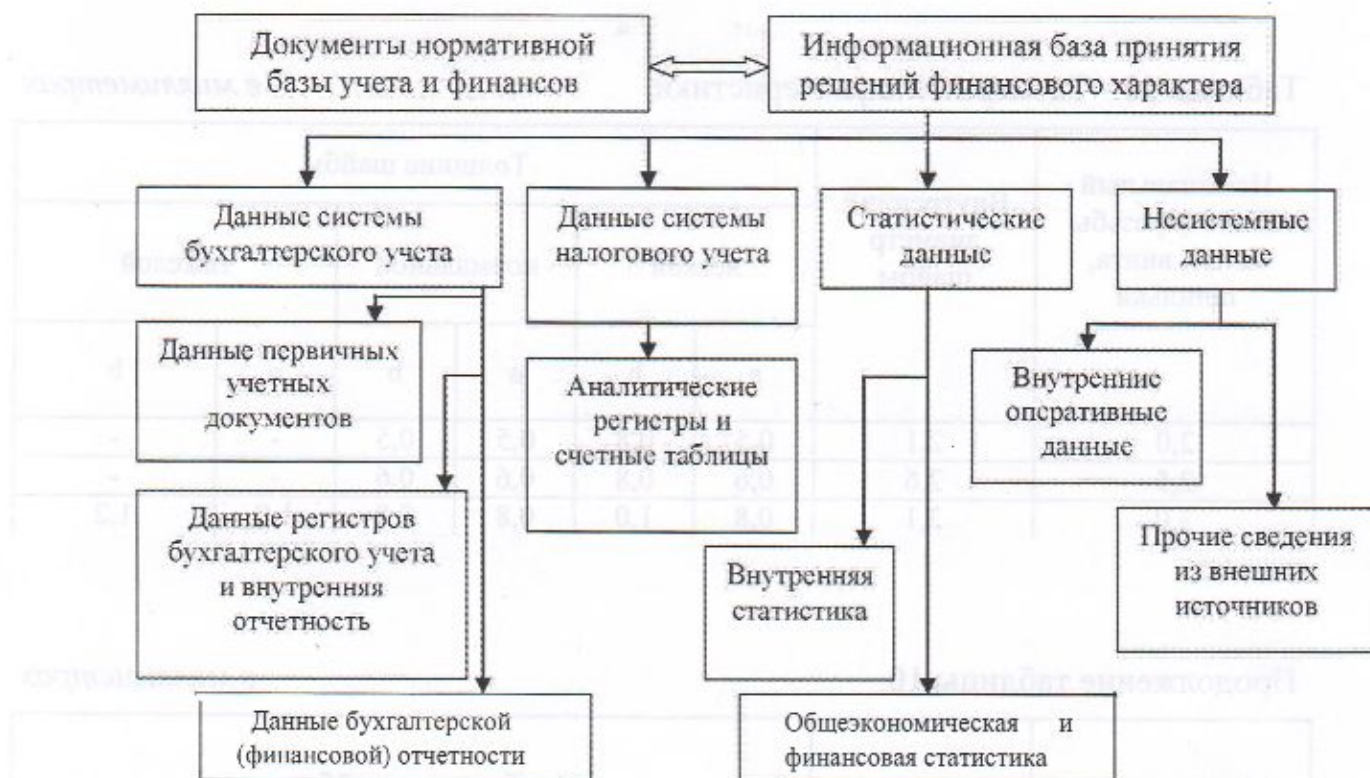 Документы нормативной
базы учета и финансов
Информационная база принятия
решений финансового характера
Данные системы
бухгалтерского учета
Данные системы
налогового учета
Статистические
данные
Несистемные
данные
Данные первичных
учетных
документов
Аналитические
регистры и
счетные таблицы
Внутренние
оперативные
данные
Данные регистров
бухгалтерского учета
и внутренняя
отчетность
Внутренняя
статистика
Прочие сведения
из внешних
источников
Данные бухгалтерской
(финансовой) отчетности
Общеэкономическая и
финансовая статистика
Продолжение таблицы